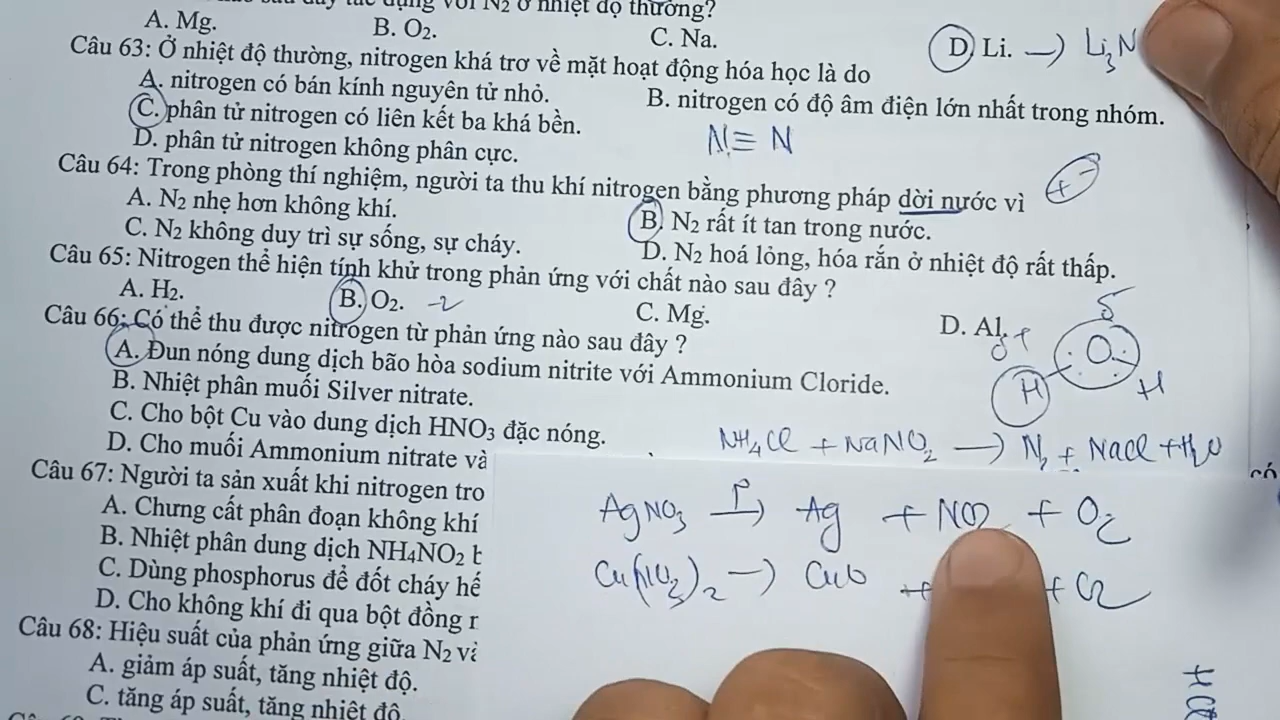 tác dụng với N2 ở nhiệt độ thường?
A. Mg. B. O2. C. Na. D. Li. → Li3N
Câu 63: Ở nhiệt độ thường, nitrogen khá trơ về mặt hoạt động hóa học là do
A. nitrogen có bán kính nguyên tử nhỏ. B. nitrogen có độ âm điện lớn nhất trong nhóm.
C. phân tử nitrogen có liên kết ba khá bền. N≡N
D. phân tử nitrogen không phân cực.
Câu 64: Trong phòng thí nghiệm, người ta thu khí nitrogen bằng phương pháp dời nước vì + -
A. N2 nhẹ hơn không khí. B. N2 rất ít tan trong nước.
C. N2 không duy trì sự sống, sự cháy. D. N2 hoá lỏng, hóa rắn ở nhiệt độ rất thấp.
Câu 65: Nitrogen thể hiện tính khử trong phản ứng với chất nào sau đây ?
A. H2. B. O2. -2 C. Mg. D. Al.
Câu 66: Có thể thu được nitrogen từ phản ứng nào sau đây ?
A. Đun nóng dung dịch bão hòa sodium nitrite với Ammonium Cloride. H O H
B. Nhiệt phân muối Silver nitrate.
C. Cho bột Cu vào dung dịch HNO3 đặc nóng.
NH4Cl + NaNO2 → N2 + NaCl + H2O
D. Cho muối Ammonium nitrate và
có
Câu 67: Người ta sản xuất khi nitrogen tro
A. Chưng cất phân đoạn không khí
AgNO3 → Ag + NO2 + O2
B. Nhiệt phân dung dịch NH4NO2 b
C. Dùng phosphorus để đốt cháy hế
Cu(NO3)2 → CuO + + O2
D. Cho không khí đi qua bột đồng n
Câu 68: Hiệu suất của phản ứng giữa N2 và
A. giảm áp suất, tăng nhiệt độ.
C. tăng áp suất, tăng nhiệt độ